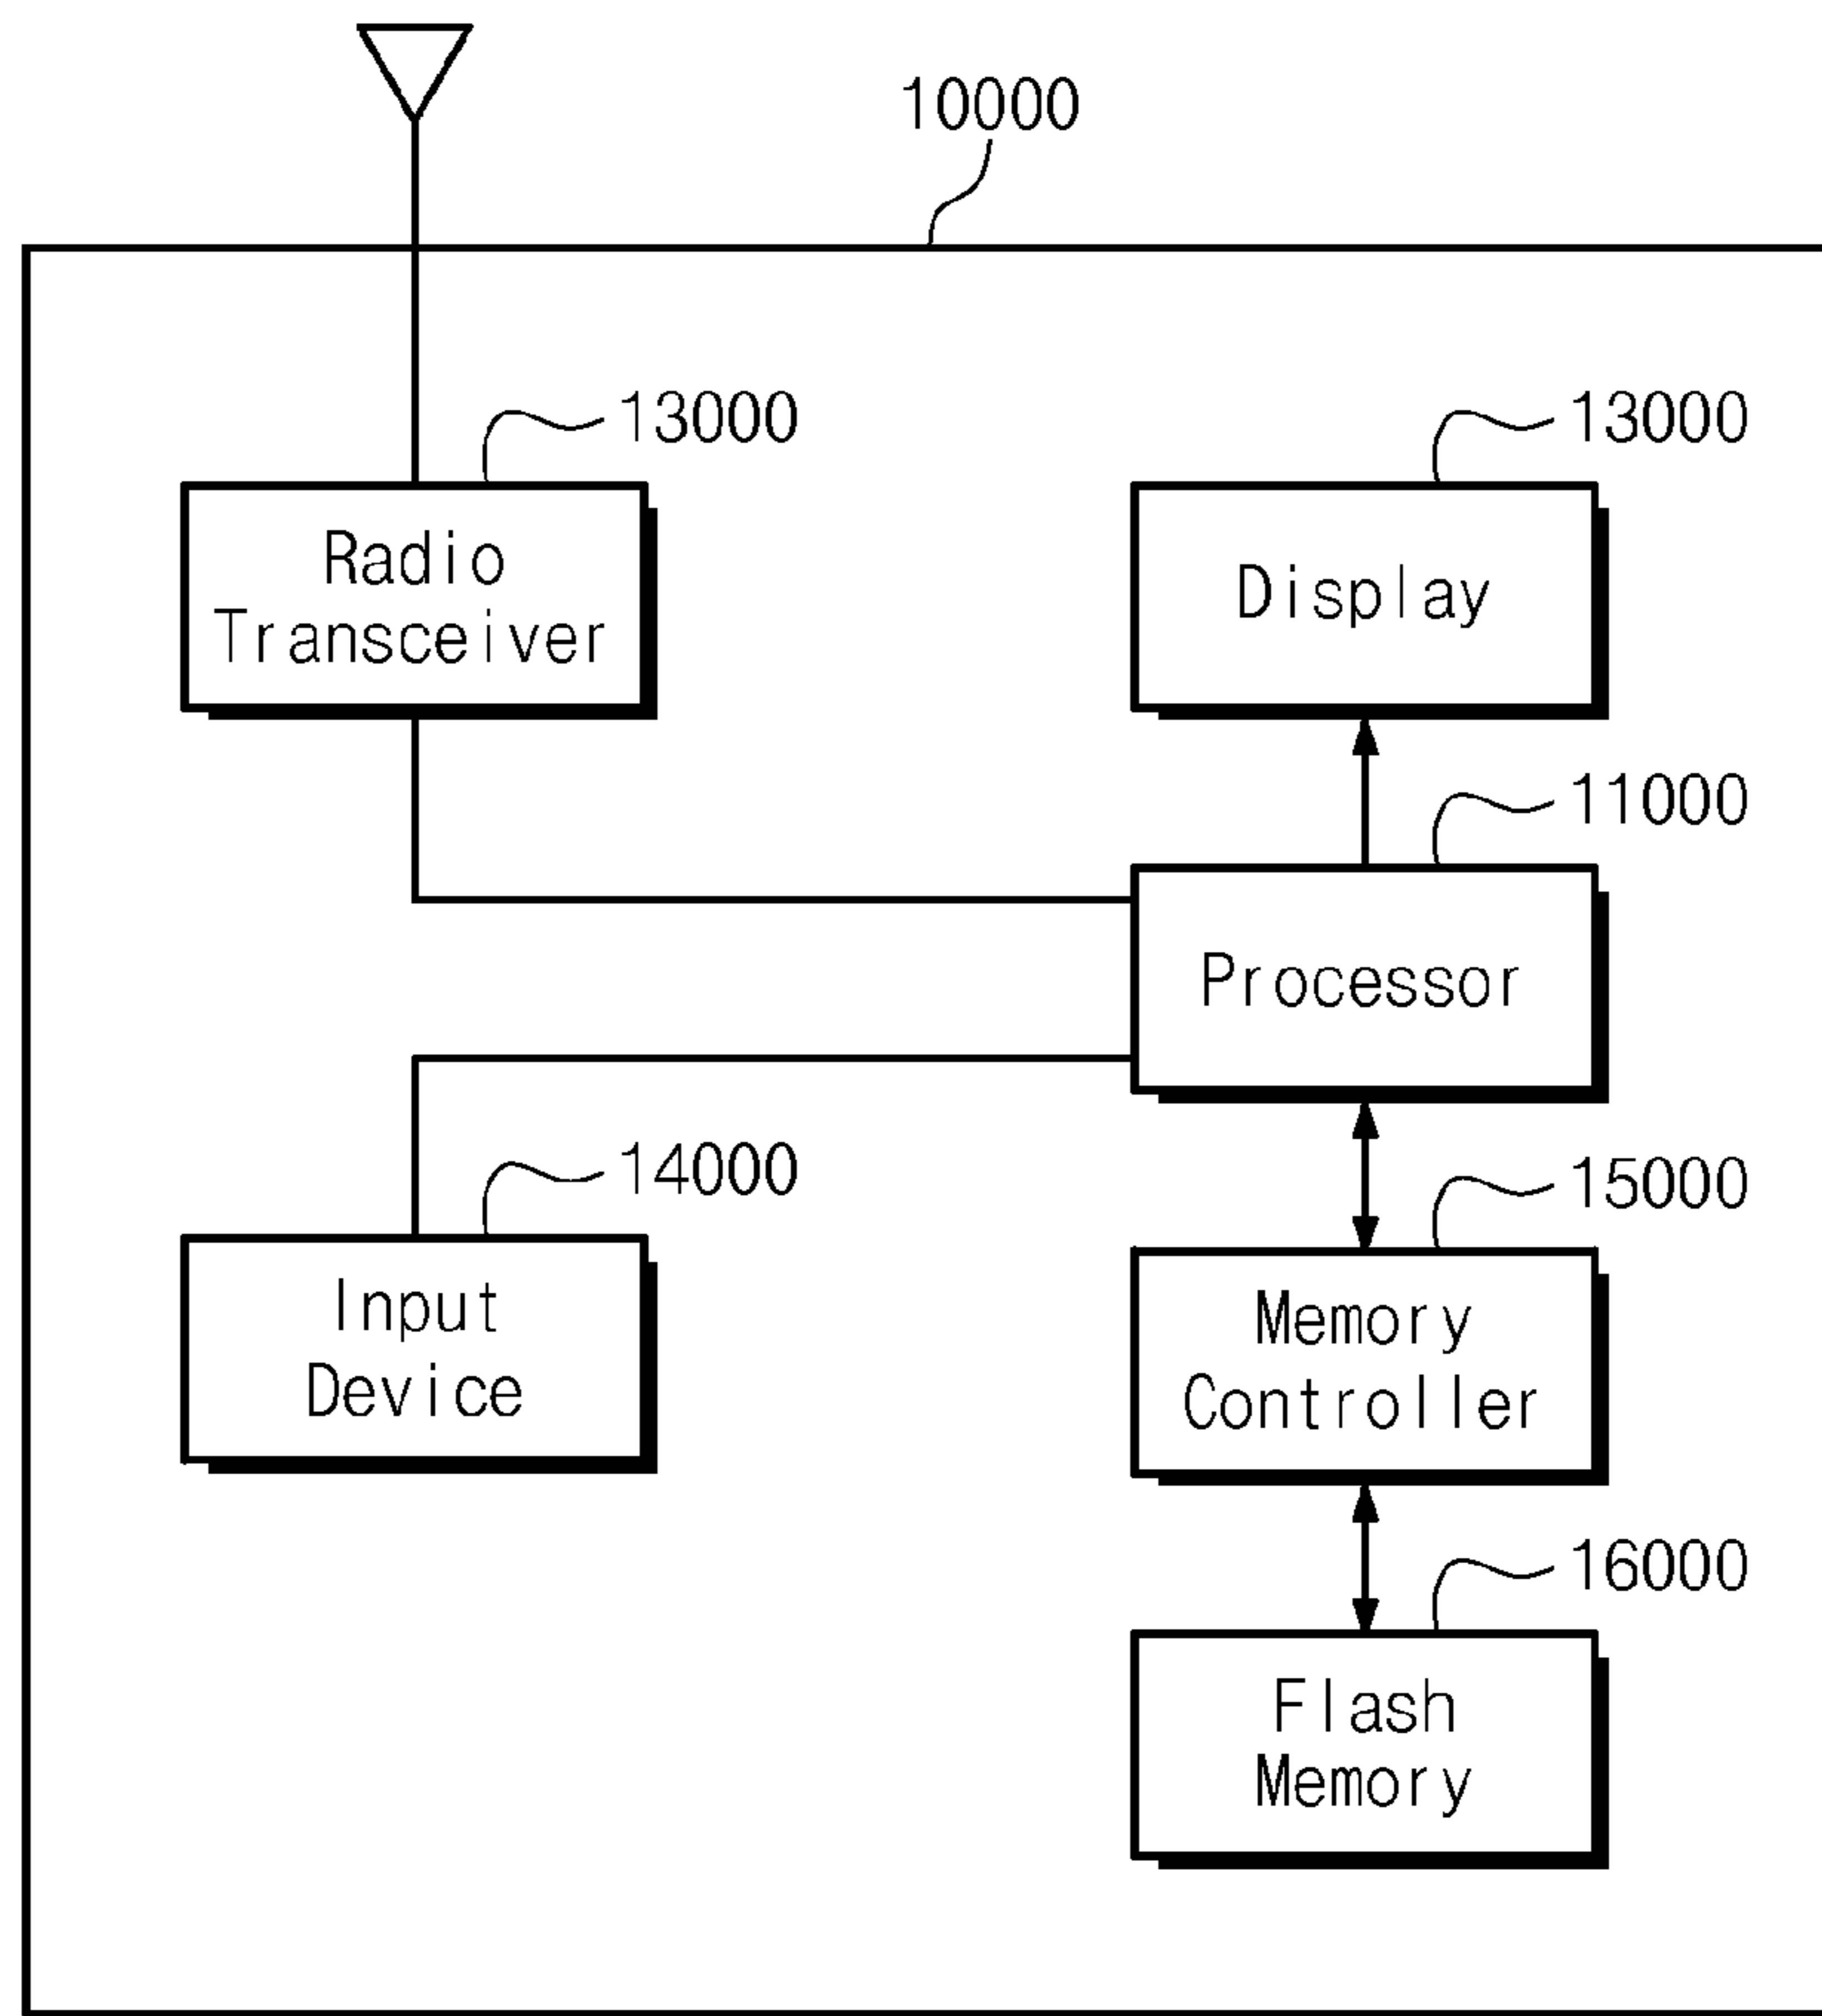 10000
13000
13000
Radio
Transceiver
Display
11000
Processor
14000
15000
Input
Device
Memory
Controller
16000
Flash
Memory